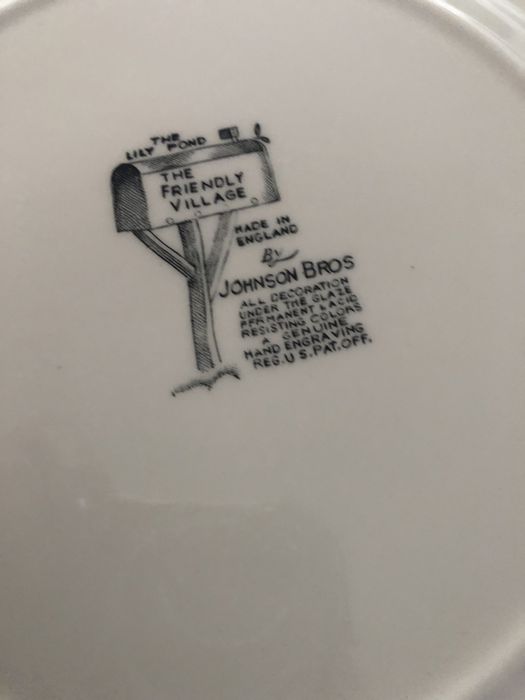 THE
LILY POND
THE
FRIENDLY
VILLAGE
MADE IN
ENGLAND
By
JOHNSON BROS
ALL DECORATION
UNDER THE GLAZE
PERMANENT & ACID
RESISTING COLORS
A GENUINE
HAND ENGRAVING
REG. U S. PAT. OFF.